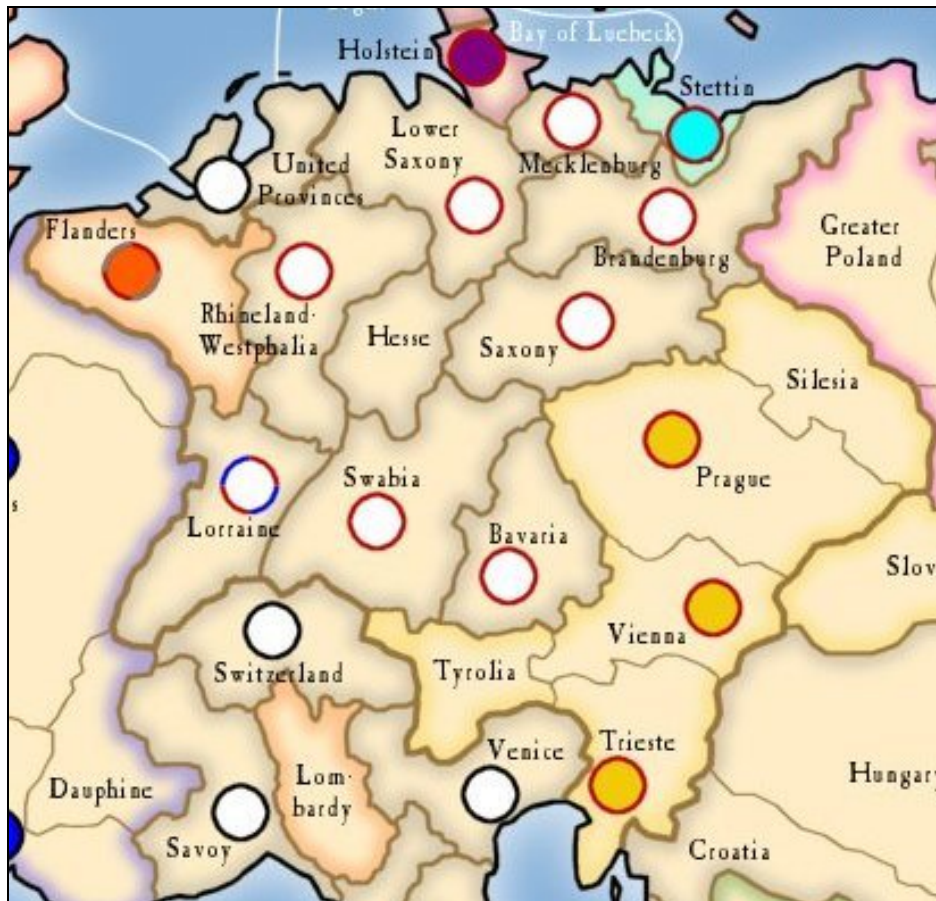 Bay of Luebeck
Holstein
Stettin
Lower
Saxony
Mecklenburg
United
Provinces
Flanders
Brandenburg
Greater
Poland
Rhineland-
Westphalia
Hesse
Saxony
Silesia
Swabia
Prague
Lorraine
Bavaria
Slov
Vienna
Switzerland
Tyrolia
Venice
Trieste
Dauphine
Lom-
bardy
Hungary
Savoy
Croatia